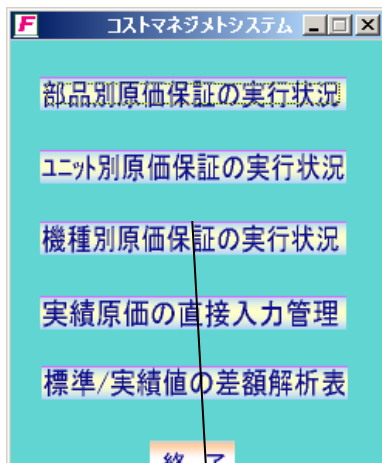 F コストマネジメトシステム
部品別原価保証の実行状況
ユニット別原価保証の実行状況
機種別原価保証の実行状況
実績原価の直接入力管理
標準/実績値の差額解析表
終 了